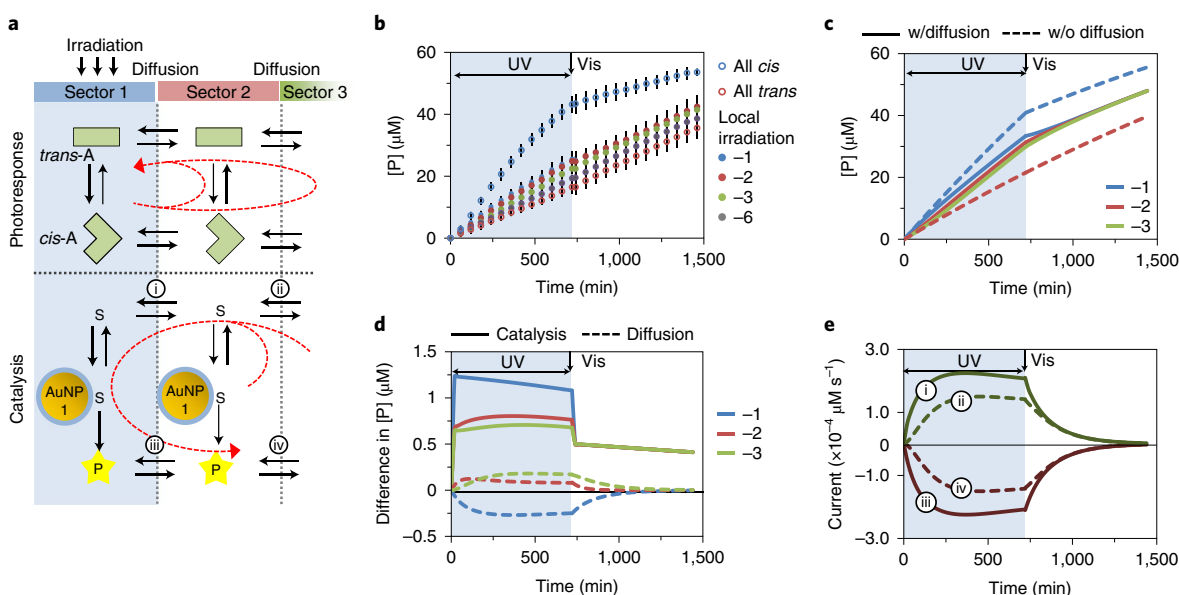 a
Irradiation
Diffusion
Diffusion
Sector 1
Sector 2
Sector 3
Photoresponse
trans-A
cis-A
Catalysis
i
ii
S
S
AuNP
1
S
AuNP
1
S
iii
iv
P
P
b
[P] (μM)
60
40
20
0
UV
Vis
0
500
1,000
1,500
Time (min)
All cis
All trans
Local
irradiation
–1
–2
–3
–6
c
w/diffusion
w/o diffusion
[P] (μM)
60
40
20
0
UV
Vis
–1
–2
–3
0
500
1,000
1,500
Time (min)
d
Catalysis
Diffusion
Difference in [P] (μM)
1.5
1.0
0.5
0
–0.5
UV
Vis
–1
–2
–3
0
500
1,000
1,500
Time (min)
e
Current (×10⁻⁴ μM s⁻¹)
3.0
1.0
0
–1.0
–3.0
UV
Vis
i
ii
iii
iv
0
500
1,000
1,500
Time (min)